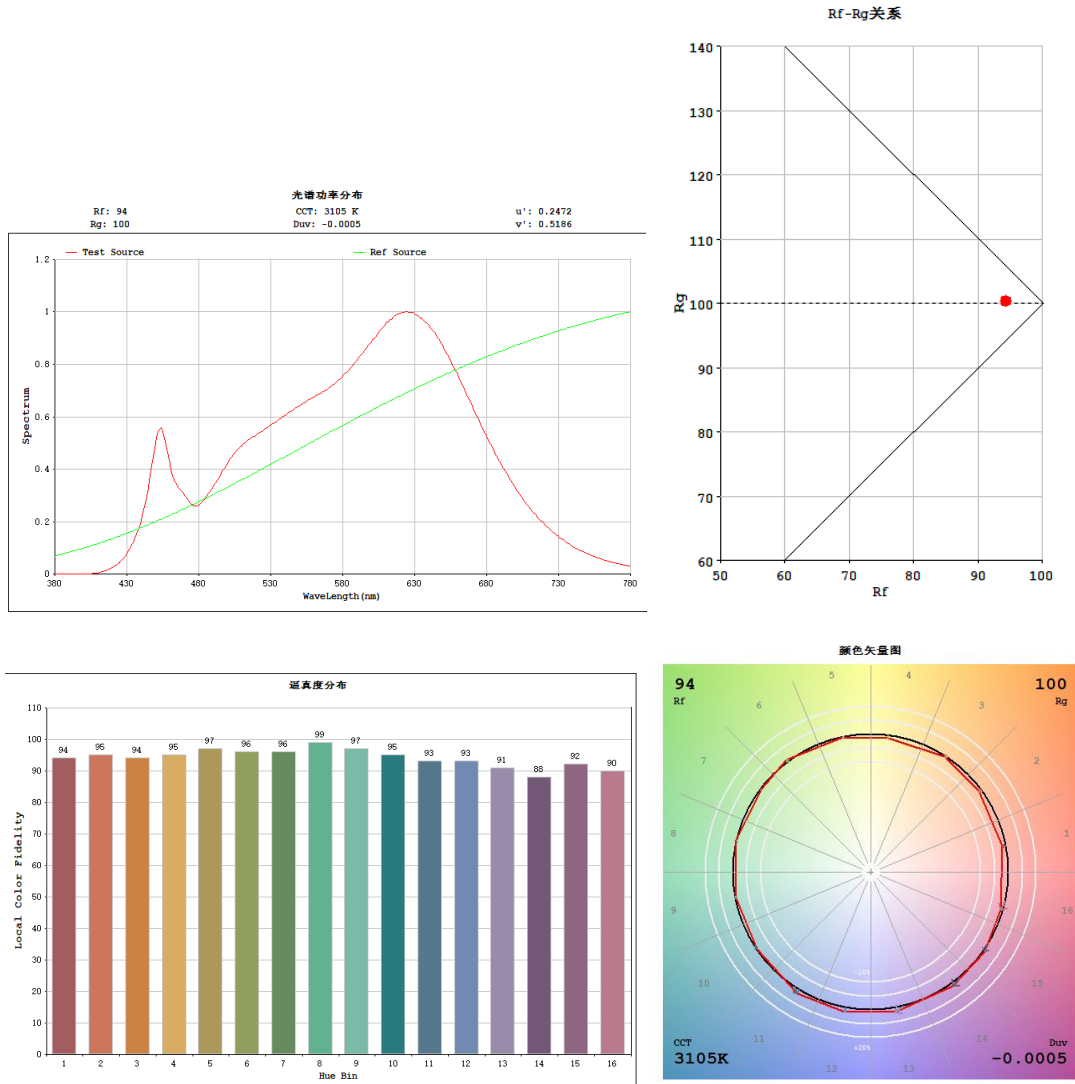 Rf-Rg关系
140
130
120
110
100
90
80
70
60
Rg
50 60 70 80 90 100
Rf
光谱功率分布
Rf: 94 CCT: 3105 K u': 0.2472
Rg: 100 Duv: -0.0005 v': 0.5186
Test Source Ref Source
1.2
1
0.8
0.6
0.4
0.2
0
Spectrum
380 430 480 530 580 630 680 730 780
WaveLength(nm)
逼真度分布
110
100
90
80
70
60
50
40
30
20
10
0
Local Color Fidelity
94 95 94 95 97 96 96 99 97 95 93 93 91 88 92 90
1 2 3 4 5 6 7 8 9 10 11 12 13 14 15 16
Hue Bin
颜色矢量图
94 100
Rf Rg
5 4
6 3
7 2
8 1
9 16
10 15
11 14
12 13
-20%
+20%
CCT Duv
3105K -0.0005